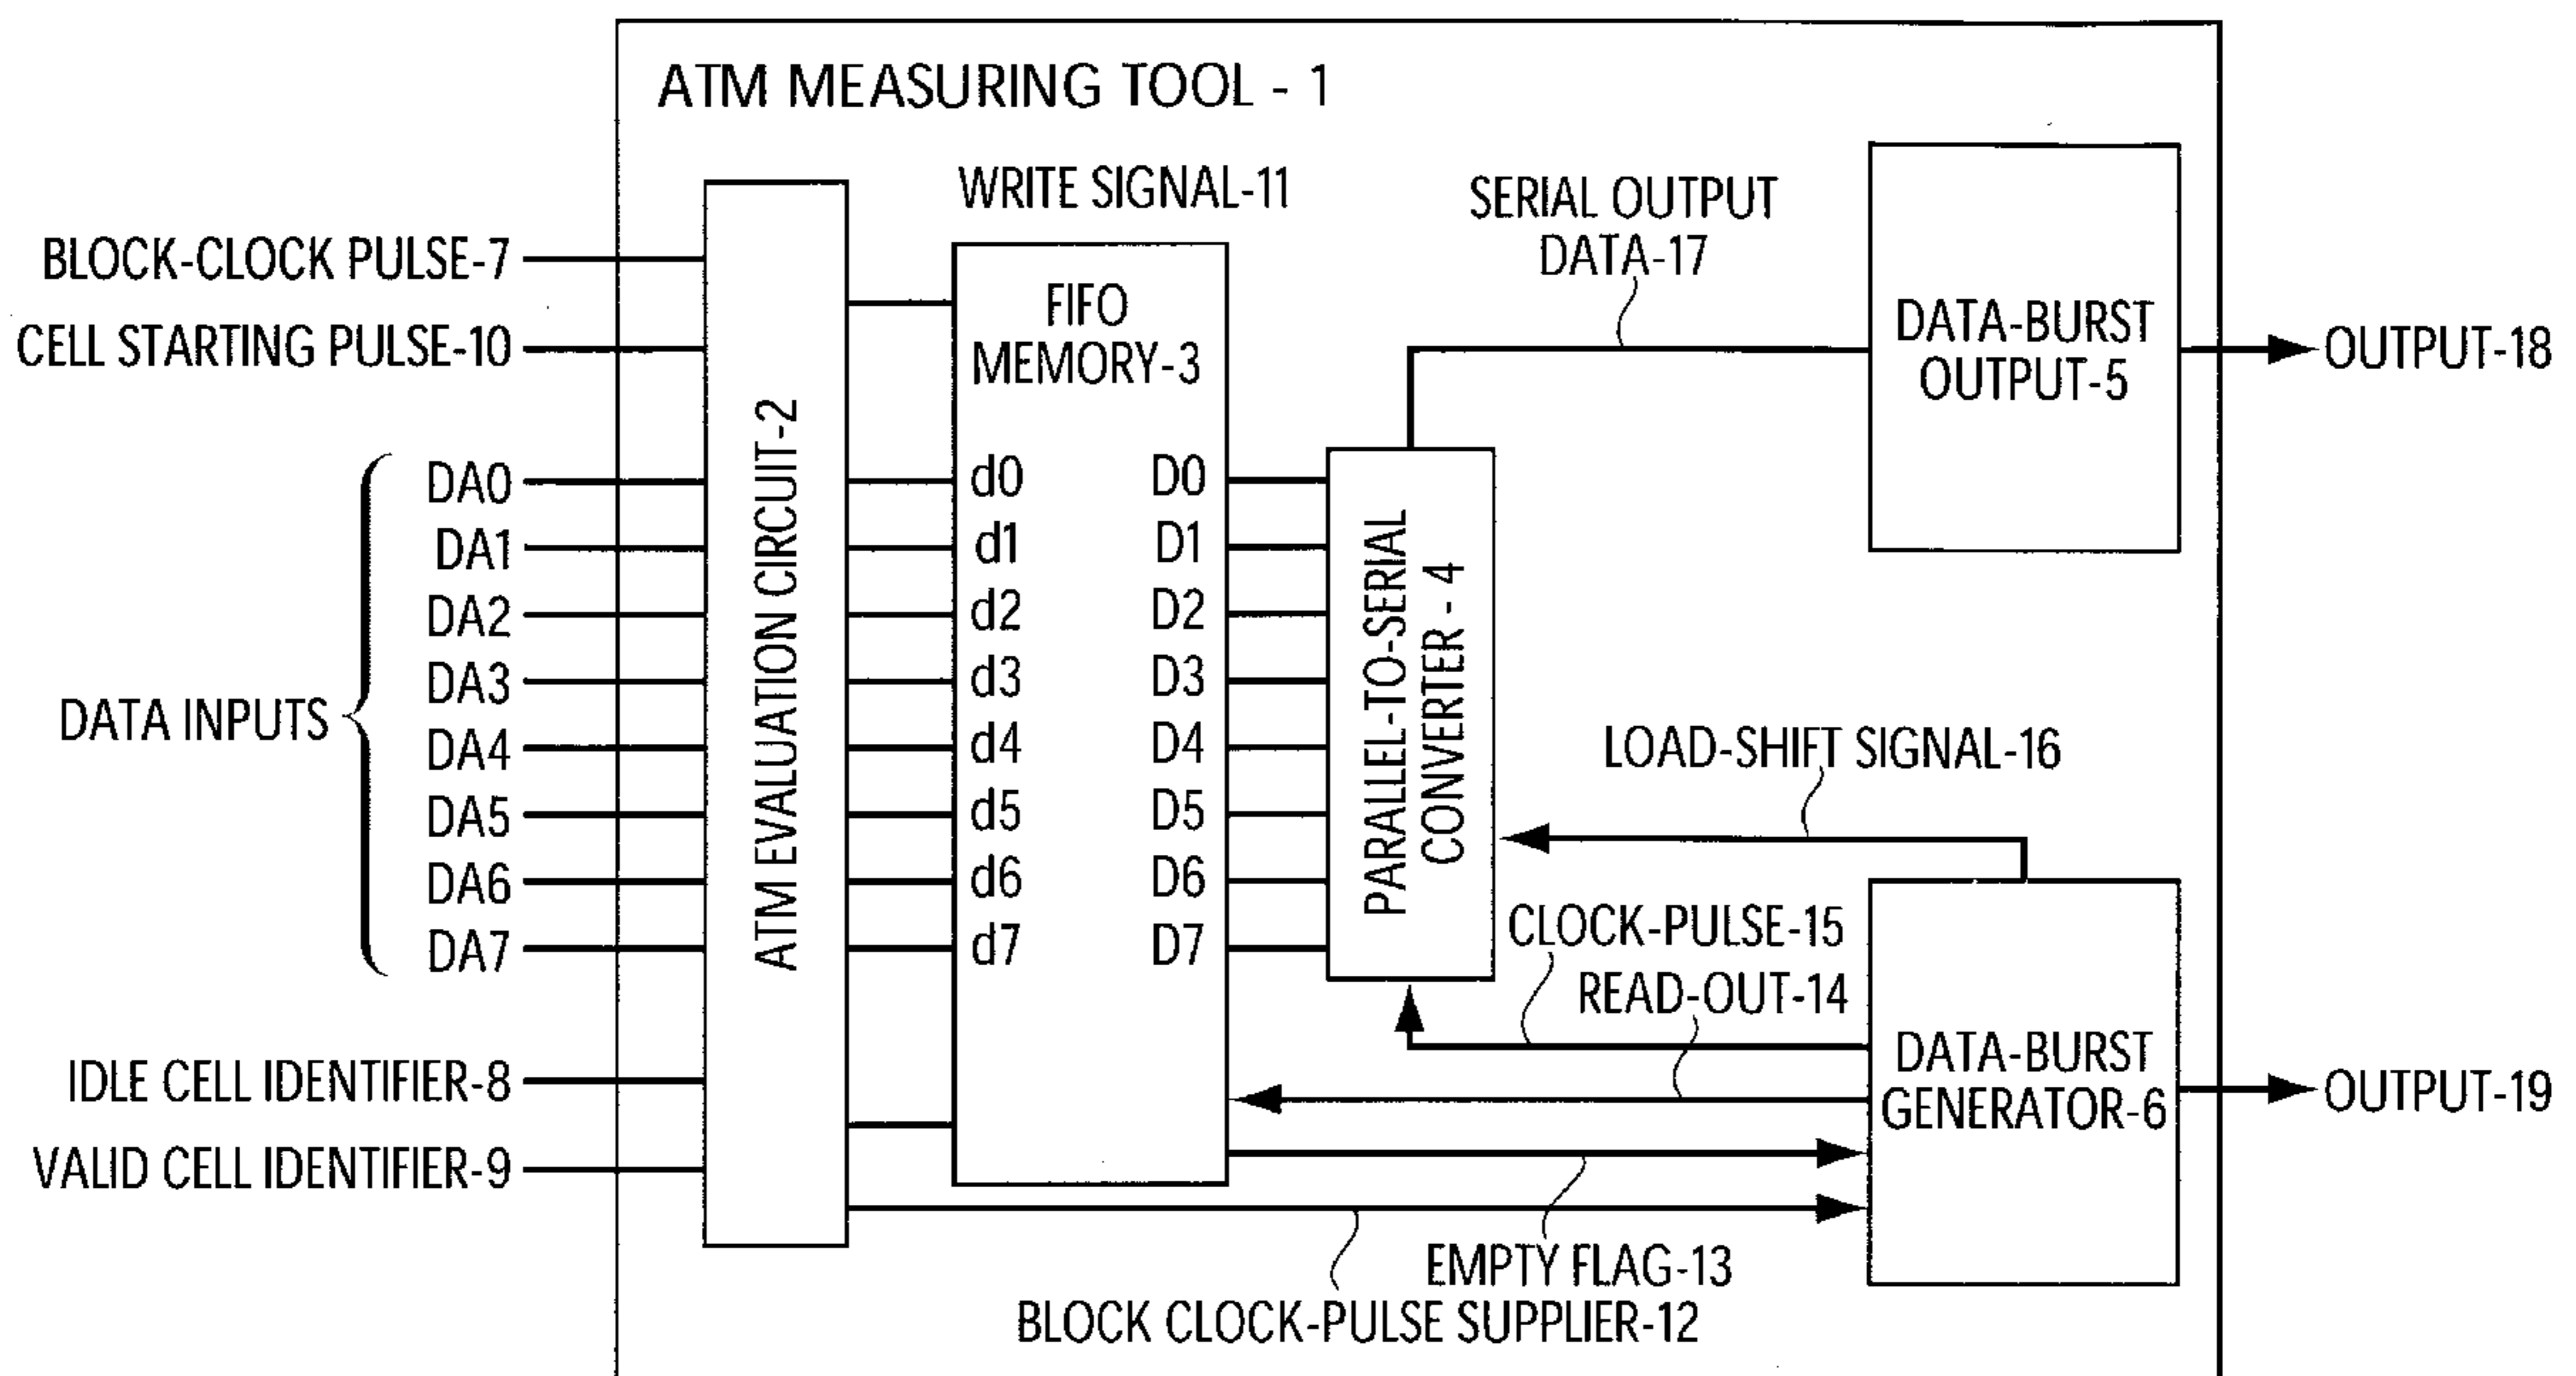 ATM MEASURING TOOL - 1
WRITE SIGNAL-11
BLOCK-CLOCK PULSE-7
CELL STARTING PULSE-10
DATA INPUTS
DA0
DA1
DA2
DA3
DA4
DA5
DA6
DA7
IDLE CELL IDENTIFIER-8
VALID CELL IDENTIFIER-9
ATM EVALUATION CIRCUIT-2
FIFO
MEMORY-3
d0
d1
d2
d3
d4
d5
d6
d7
D0
D1
D2
D3
D4
D5
D6
D7
PARALLEL-TO-SERIAL
CONVERTER - 4
SERIAL OUTPUT
DATA-17
DATA-BURST
OUTPUT-5
OUTPUT-18
LOAD-SHIFT SIGNAL-16
CLOCK-PULSE-15
READ-OUT-14
DATA-BURST
GENERATOR-6
OUTPUT-19
EMPTY FLAG-13
BLOCK CLOCK-PULSE SUPPLIER-12